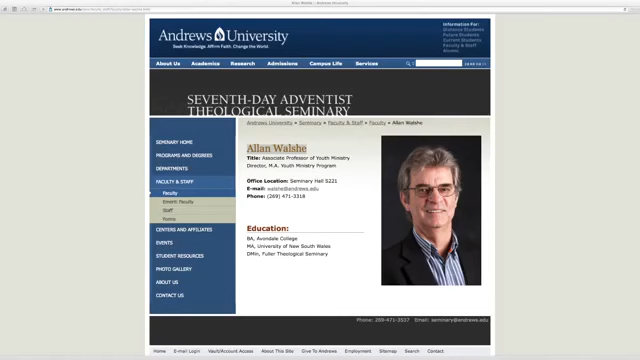 Allan Walshe - Andrews University
Andrews University
Seek Knowledge. Affirm Faith. Change the World.
Information For:
Distance Students
Future Students
Current Students
Faculty & Staff
Alumni
About Us Academics Research Admissions Campus Life Services
SEVENTH-DAY ADVENTIST
THEOLOGICAL SEMINARY
Andrews University » Seminary » Faculty & Staff » Faculty » Allan Walshe
SEMINARY HOME
PROGRAMS AND DEGREES
DEPARTMENTS
FACULTY & STAFF
Faculty
Emeriti Faculty
Staff
Forms
CENTERS AND AFFILIATES
EVENTS
STUDENT RESOURCES
PHOTO GALLERY
ABOUT US
CONTACT US
Allan Walshe
Title: Associate Professor of Youth Ministry
Director, M.A. Youth Ministry Program
Office Location: Seminary Hall S221
E-mail: walshe@andrews.edu
Phone: (269) 471-3318
Education:
BA, Avondale College
MA, University of New South Wales
DMin, Fuller Theological Seminary
Phone: 269-471-3537 Email: seminary@andrews.edu
Home E-mail Login Vault/Account Access About This Site Give To Andrews Employment Sitemap Search Contact